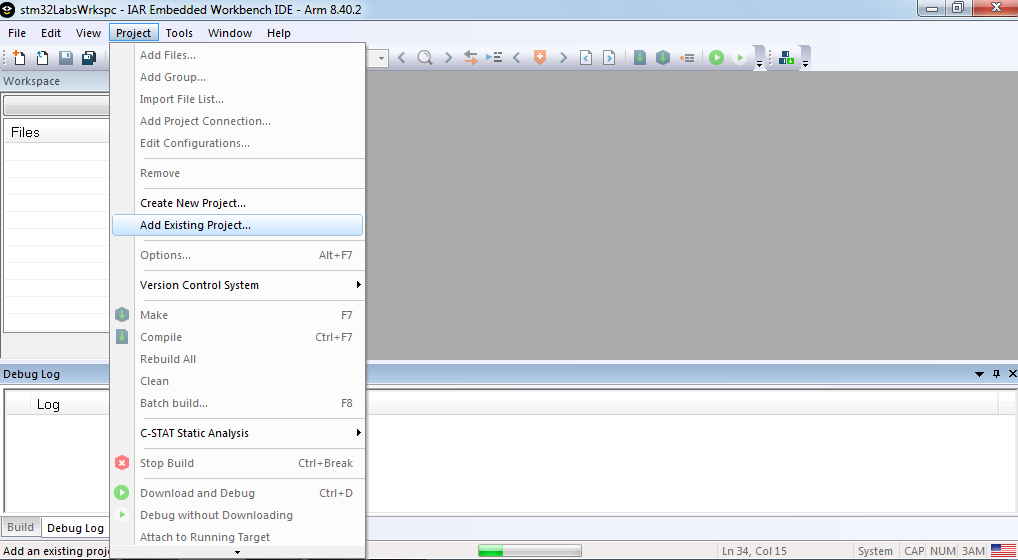 stm32LabsWrkspc - IAR Embedded Workbench IDE - Arm 8.40.2
File Edit View Project Tools Window Help
Workspace
Files
Add Files...
Add Group...
Import File List...
Add Project Connection...
Edit Configurations...
Remove
Create New Project...
Add Existing Project...
Options... Alt+F7
Version Control System
Make F7
Compile Ctrl+F7
Rebuild All
Clean
Batch build... F8
C-STAT Static Analysis
Stop Build Ctrl+Break
Download and Debug Ctrl+D
Debug without Downloading
Attach to Running Target
Debug Log
Log
Build Debug Log
Add an existing proj Ln 34, Col 15 System CAP NUM 3AM